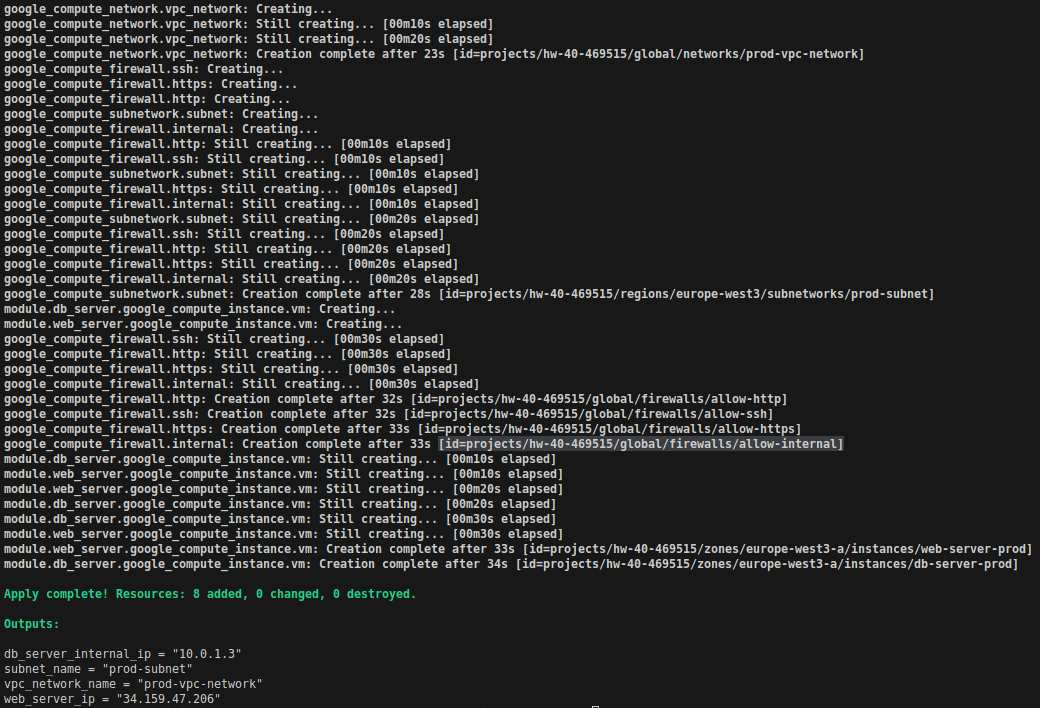 google_compute_network.vpc_network: Creating...
google_compute_network.vpc_network: Still creating... [00m10s elapsed]
google_compute_network.vpc_network: Still creating... [00m20s elapsed]
google_compute_network.vpc_network: Creation complete after 23s [id=projects/hw-40-469515/global/networks/prod-vpc-network]
google_compute_firewall.ssh: Creating...
google_compute_firewall.https: Creating...
google_compute_firewall.http: Creating...
google_compute_subnetwork.subnet: Creating...
google_compute_firewall.internal: Creating...
google_compute_firewall.http: Still creating... [00m10s elapsed]
google_compute_firewall.ssh: Still creating... [00m10s elapsed]
google_compute_subnetwork.subnet: Still creating... [00m10s elapsed]
google_compute_firewall.https: Still creating... [00m10s elapsed]
google_compute_firewall.internal: Still creating... [00m10s elapsed]
google_compute_subnetwork.subnet: Still creating... [00m20s elapsed]
google_compute_firewall.ssh: Still creating... [00m20s elapsed]
google_compute_firewall.http: Still creating... [00m20s elapsed]
google_compute_firewall.https: Still creating... [00m20s elapsed]
google_compute_firewall.internal: Still creating... [00m20s elapsed]
google_compute_subnetwork.subnet: Creation complete after 28s [id=projects/hw-40-469515/regions/europe-west3/subnetworks/prod-subnet]
module.db_server.google_compute_instance.vm: Creating...
module.web_server.google_compute_instance.vm: Creating...
google_compute_firewall.ssh: Still creating... [00m30s elapsed]
google_compute_firewall.http: Still creating... [00m30s elapsed]
google_compute_firewall.https: Still creating... [00m30s elapsed]
google_compute_firewall.internal: Still creating... [00m30s elapsed]
google_compute_firewall.http: Creation complete after 32s [id=projects/hw-40-469515/global/firewalls/allow-http]
google_compute_firewall.ssh: Creation complete after 32s [id=projects/hw-40-469515/global/firewalls/allow-ssh]
google_compute_firewall.https: Creation complete after 33s [id=projects/hw-40-469515/global/firewalls/allow-https]
google_compute_firewall.internal: Creation complete after 33s [id=projects/hw-40-469515/global/firewalls/allow-internal]
module.db_server.google_compute_instance.vm: Still creating... [00m10s elapsed]
module.web_server.google_compute_instance.vm: Still creating... [00m10s elapsed]
module.web_server.google_compute_instance.vm: Still creating... [00m20s elapsed]
module.db_server.google_compute_instance.vm: Still creating... [00m20s elapsed]
module.db_server.google_compute_instance.vm: Still creating... [00m30s elapsed]
module.web_server.google_compute_instance.vm: Still creating... [00m30s elapsed]
module.web_server.google_compute_instance.vm: Creation complete after 33s [id=projects/hw-40-469515/zones/europe-west3-a/instances/web-server-prod]
module.db_server.google_compute_instance.vm: Creation complete after 34s [id=projects/hw-40-469515/zones/europe-west3-a/instances/db-server-prod]
Apply complete! Resources: 8 added, 0 changed, 0 destroyed.
Outputs:
db_server_internal_ip = "10.0.1.3"
subnet_name = "prod-subnet"
vpc_network_name = "prod-vpc-network"
web_server_ip = "34.159.47.206"